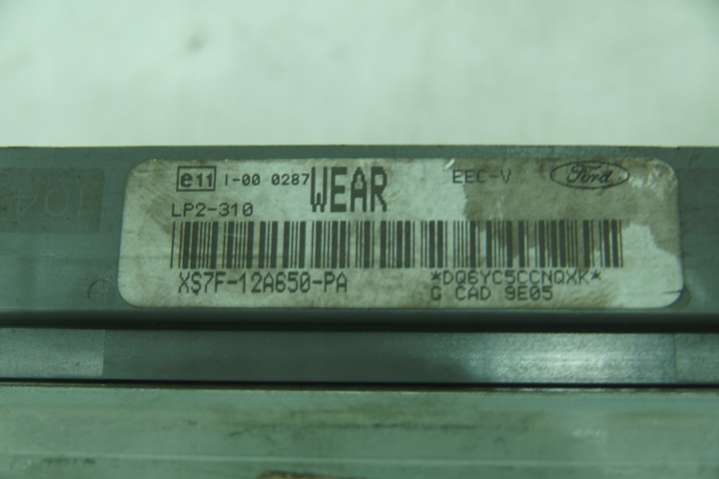 e11 I-00 0287 WEAR EEC-V Ford
LP2-310
XS7F-12A650-PA *DQ6YC5CCNQXK*
C CAD 9E05